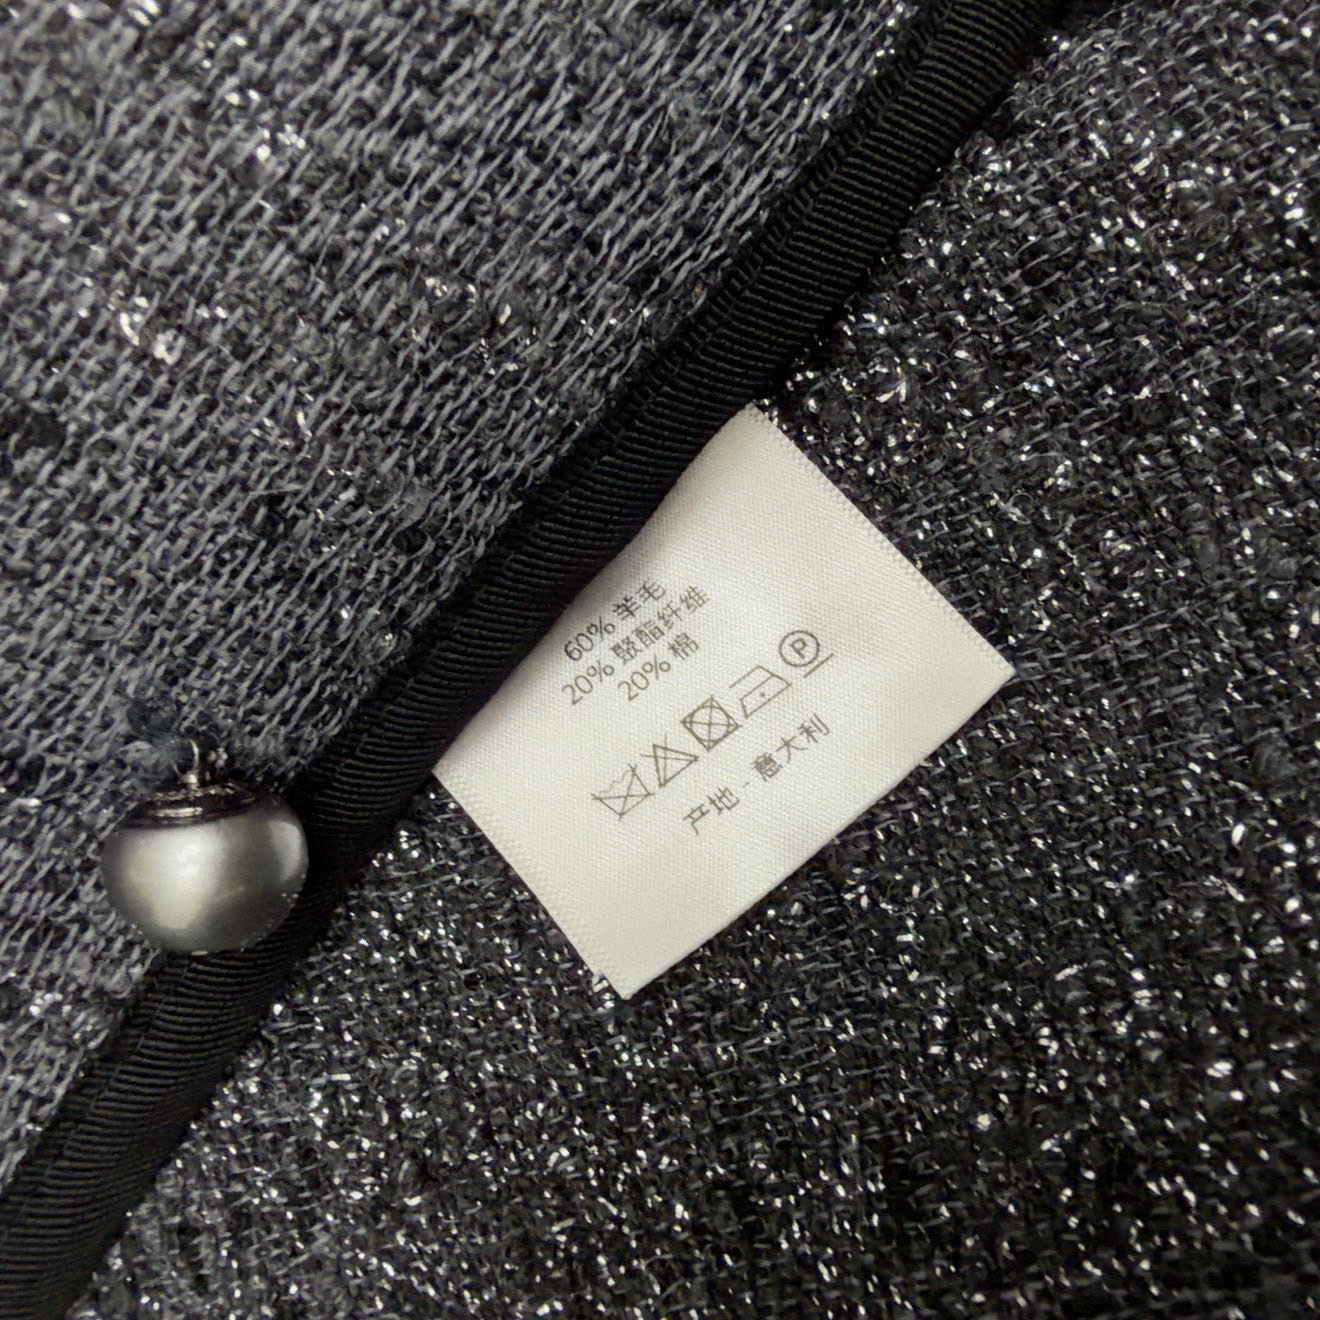 60% 羊毛
20% 聚酯纤维
20% 棉
P
产地 - 意大利